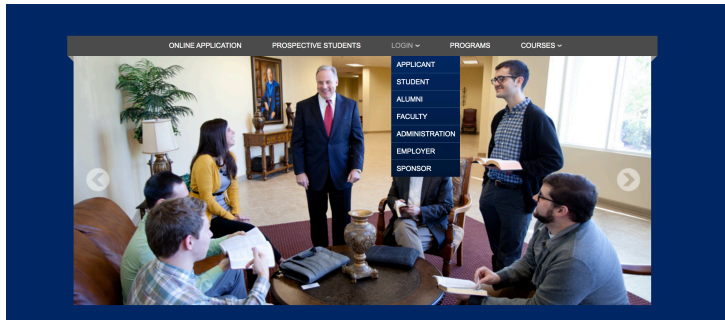 ONLINE APPLICATION PROSPECTIVE STUDENTS LOGIN PROGRAMS COURSES
APPLICANT
STUDENT
ALUMNI
FACULTY
ADMINISTRATION
EMPLOYER
SPONSOR